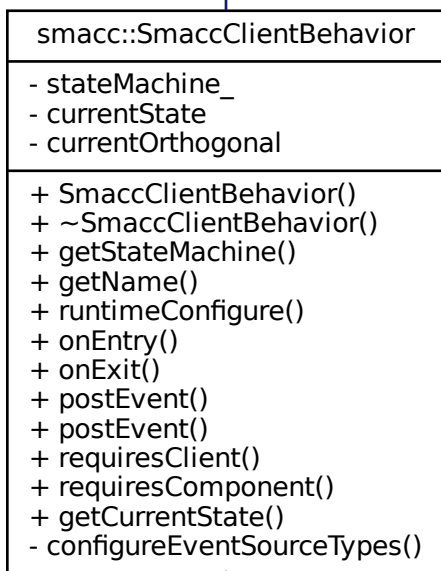 smacc::SmaccClientBehavior
- stateMachine_
- currentState
- currentOrthogonal
+ SmaccClientBehavior()
+ ~SmaccClientBehavior()
+ getStateMachine()
+ getName()
+ runtimeConfigure()
+ onEntry()
+ onExit()
+ postEvent()
+ postEvent()
+ requiresClient()
+ requiresComponent()
+ getCurrentState()
- configureEventSourceTypes()